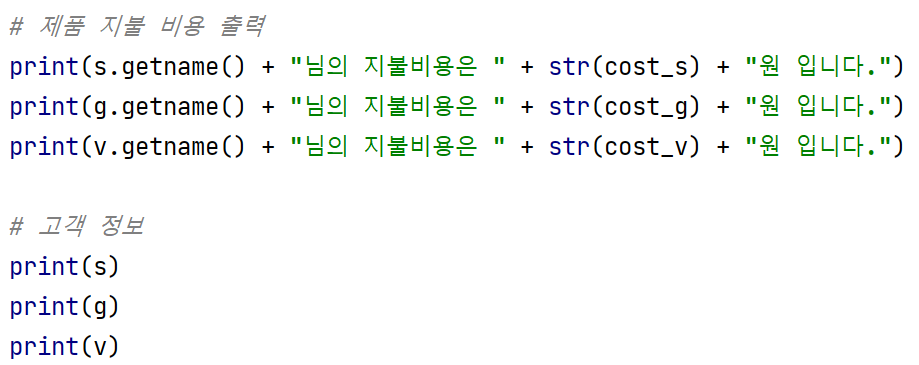 # 제품 지불 비용 출력
print(s.getname() + "님의 지불비용은 " + str(cost_s) + "원 입니다.")
print(g.getname() + "님의 지불비용은 " + str(cost_g) + "원 입니다.")
print(v.getname() + "님의 지불비용은 " + str(cost_v) + "원 입니다.")
# 고객 정보
print(s)
print(g)
print(v)